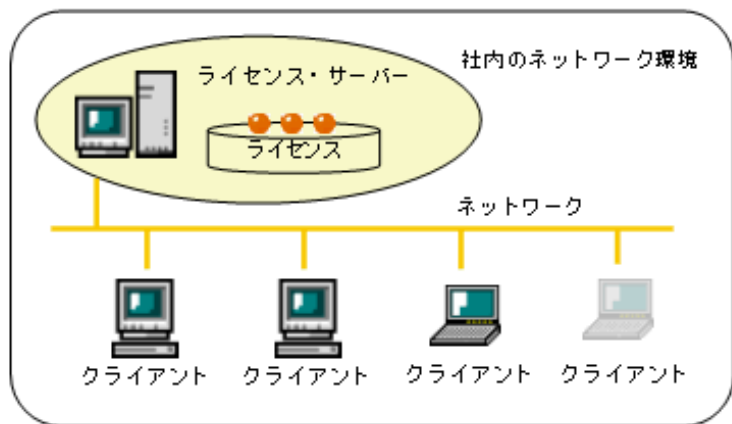 社内のネットワーク環境
ライセンス・サーバー
ライセンス
ネットワーク
クライアント
クライアント
クライアント
クライアント